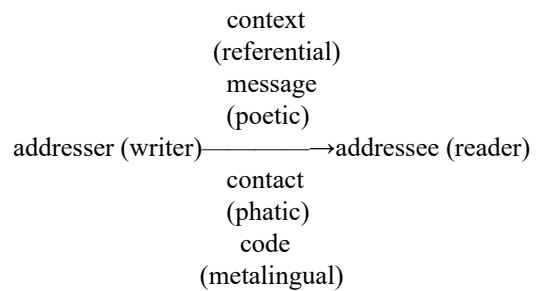 context
(referential)
message
(poetic)
addresser (writer)————→addressee (reader)
contact
(phatic)
code
(metalingual)